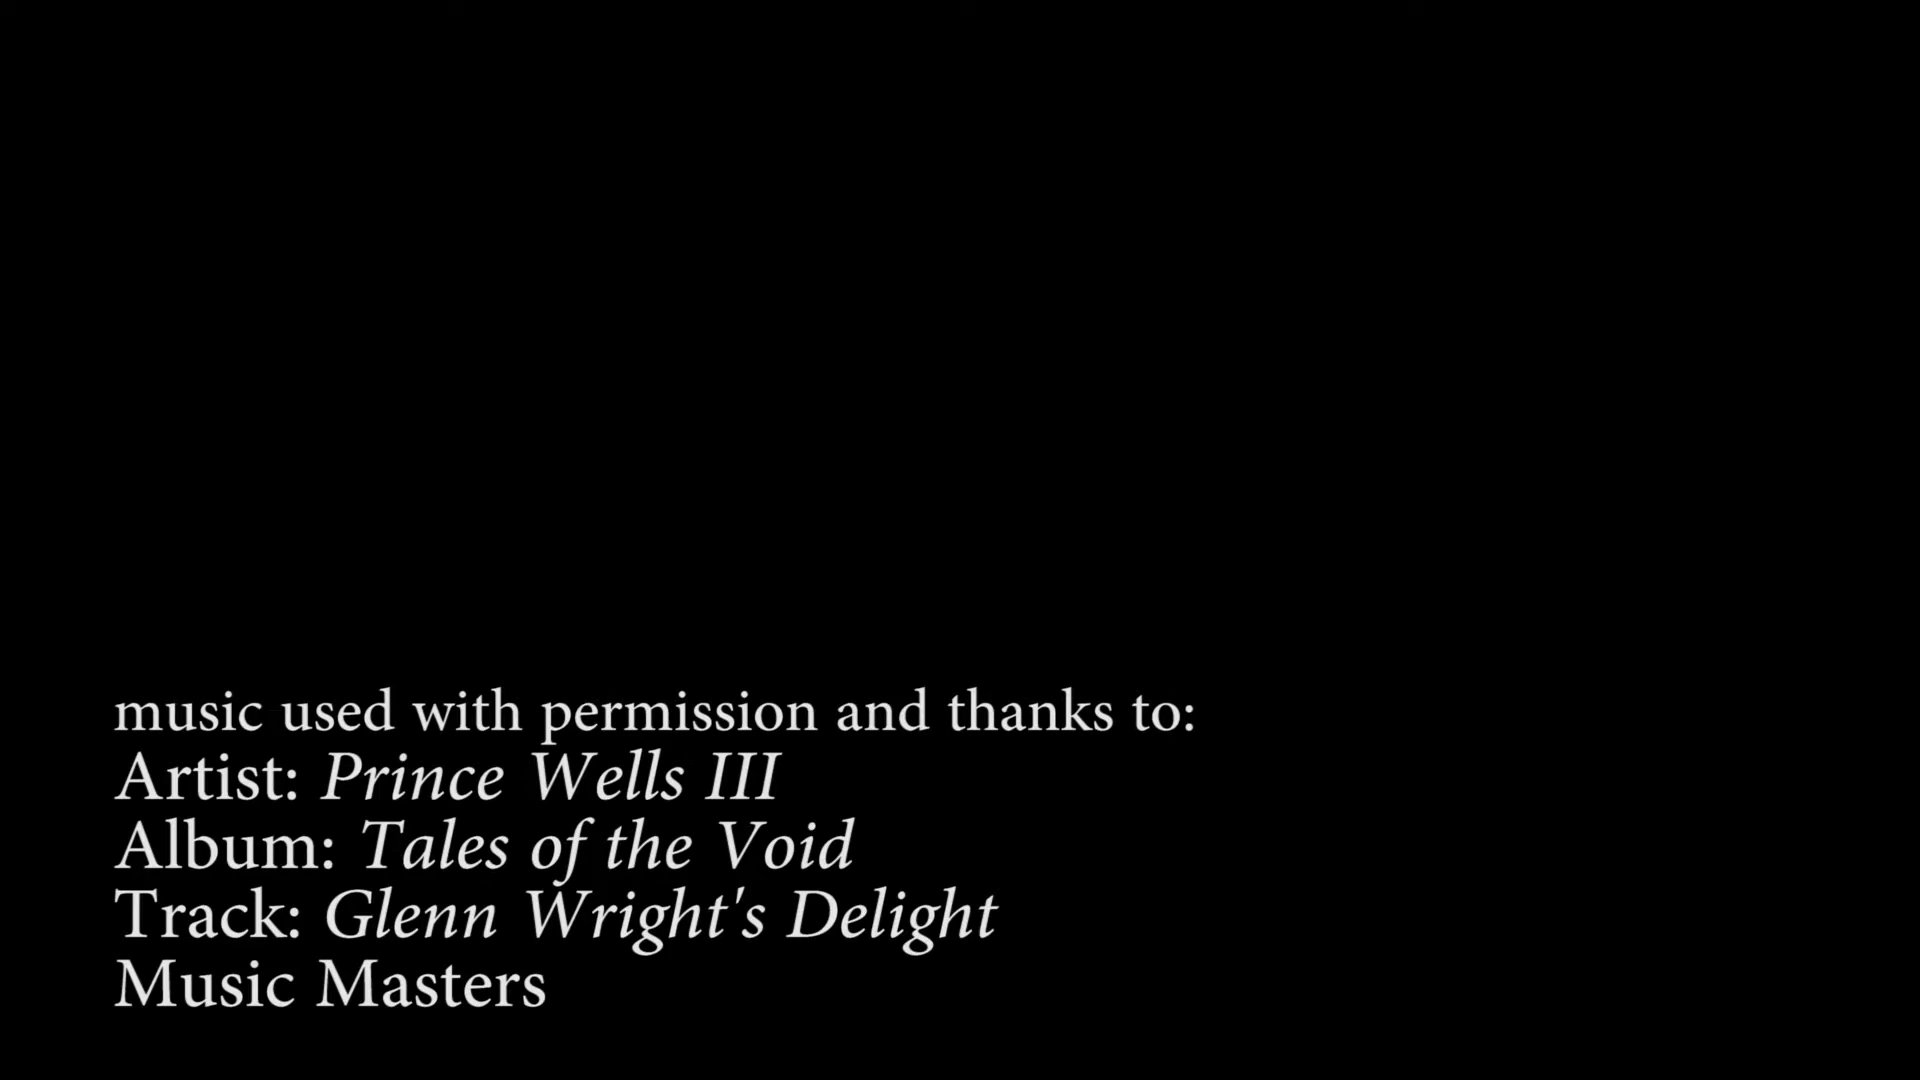 music used with permission and thanks to:
Artist: Prince Wells III
Album: Tales of the Void
Track: Glenn Wright's Delight
Music Masters